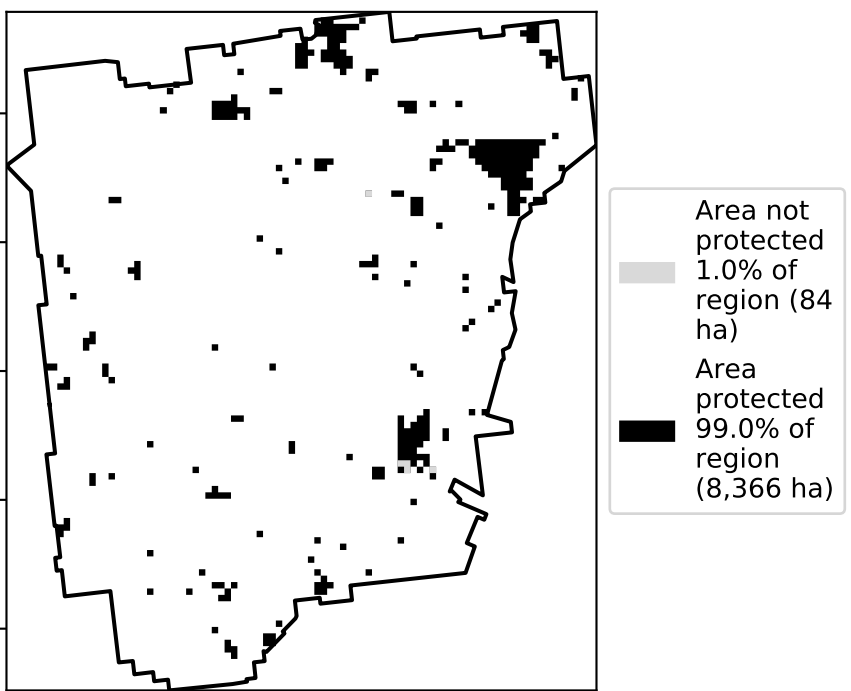 Area not
protected
1.0% of
region (84
ha)
Area
protected
99.0% of
region
(8,366 ha)